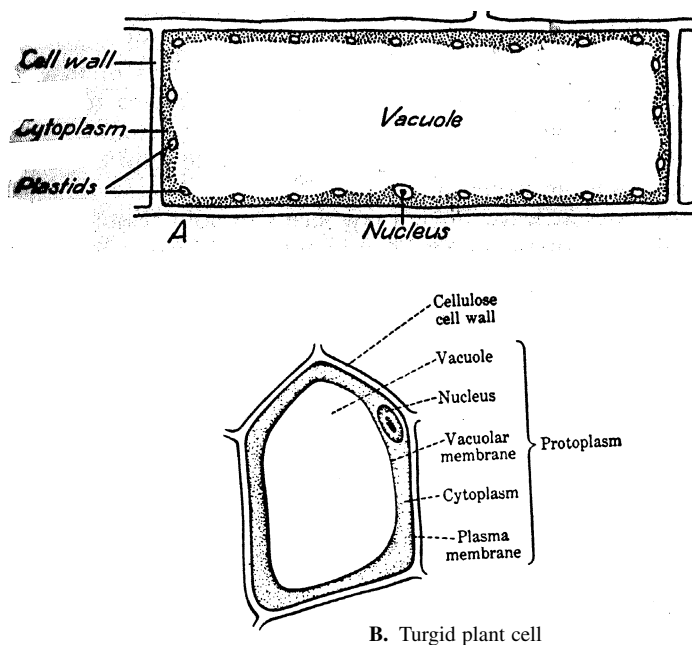 Cell wall
Cytoplasm
Vacuole
Plastids
A
Nucleus
Cellulose
cell wall
Vacuole
Nucleus
Vacuolar
membrane
Protoplasm
Cytoplasm
Plasma
membrane
B. Turgid plant cell